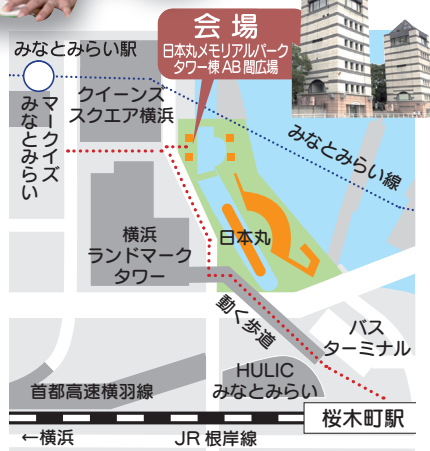 会場
日本丸メモリアルパーク
タワー棟AB間広場
みなとみらい駅
クイーンズ
スクエア横浜
マークイズ
みなとみらい
みなとみらい線
横浜
ランドマーク
タワー
日本丸
動く歩道
バス
ターミナル
HULIC
みなとみらい
首都高速横羽線
桜木町駅
←横浜
JR根岸線